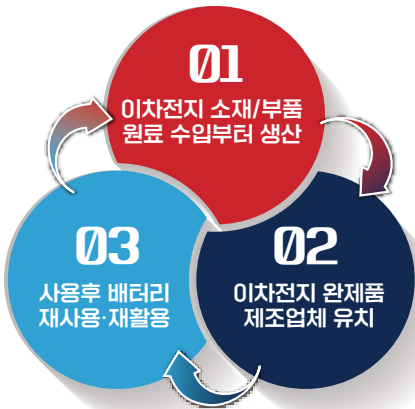 01
이차전지 소재/부품
원료 수입부터 생산
02
이차전지 완제품
제조업체 유치
03
사용후 배터리
재사용·재활용